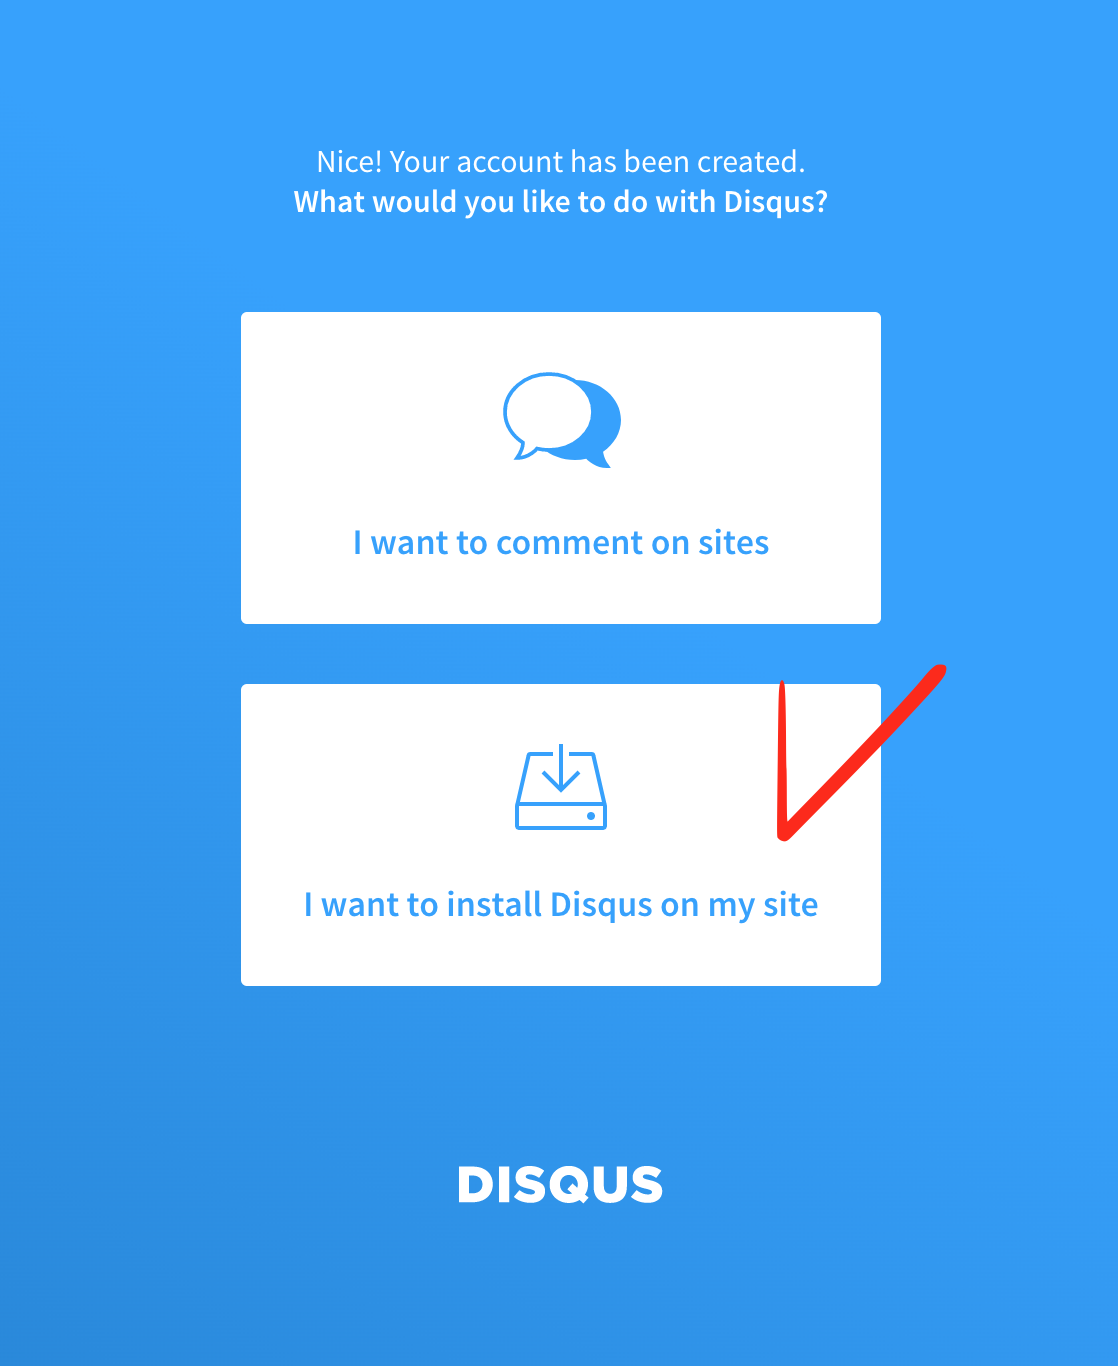 Nice! Your account has been created.
What would you like to do with Disqus?
I want to comment on sites
I want to install Disqus on my site
DISQUS